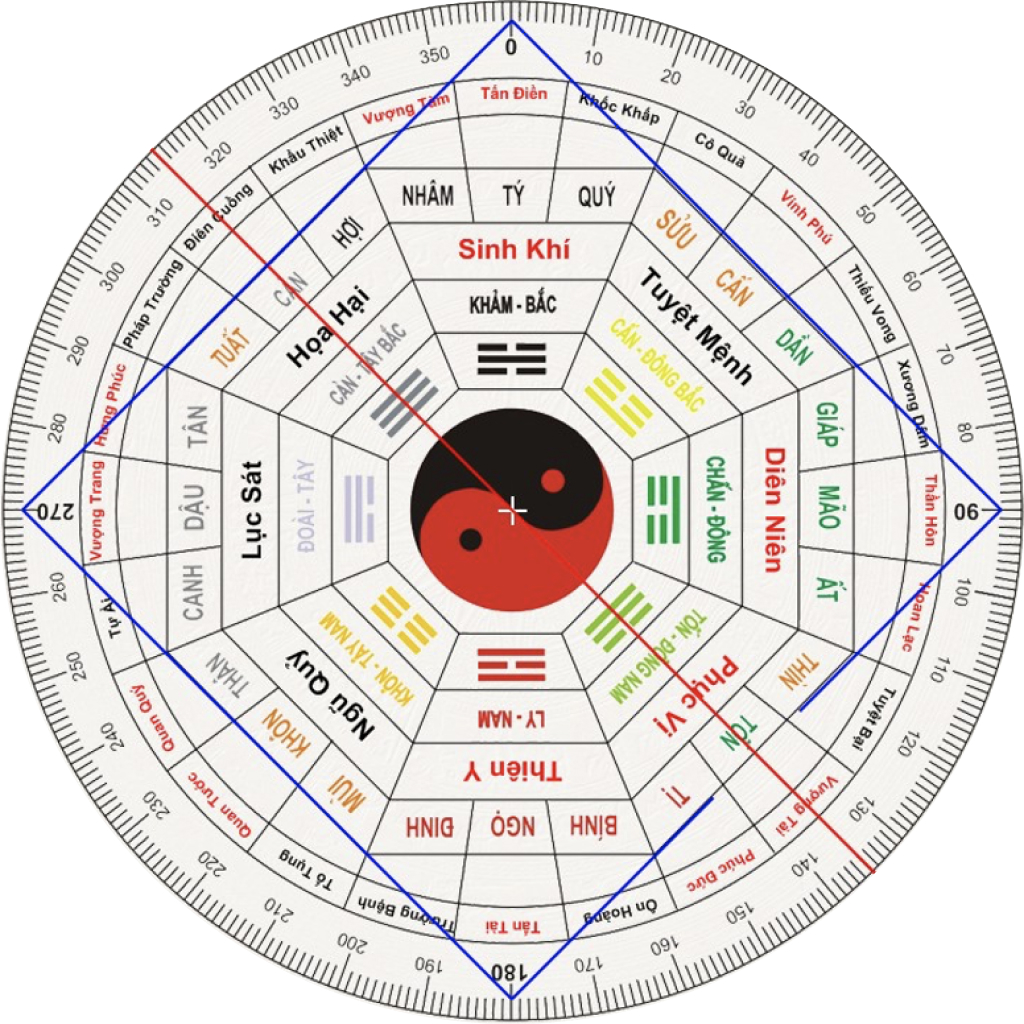 0
10
20
30
40
50
60
70
80
90
100
110
120
130
140
150
160
170
180
190
200
210
220
230
240
250
260
270
280
290
300
310
320
330
340
350
Tấn Điền
Khốc Khấp
Cô Quả
Vinh Phú
Thiếu Vong
Xương Dâm
Thân Hôn
Hoan Lạc
Tuyệt Bại
Vượng Tài
Phúc Đức
Ôn Hoàng
Tấn Tài
Trường Bệnh
Tố Tụng
Quan Tước
Quan Quý
Tự Ải
Vượng Trang
Hưng Phúc
Pháp Trường
Điên Cuồng
Khẩu Thiệt
Vượng Tàm
NHÂM
TÝ
QUÝ
SỬU
CẤN
DẦN
GIÁP
MÃO
ẤT
THÌN
TỐN
TỊ
BÍNH
NGỌ
ĐINH
MÙI
KHÔN
THÂN
CANH
DẬU
TÂN
TUẤT
CÀN
HỢI
Sinh Khí
Tuyệt Mệnh
Diên Niên
Phục Vị
Thiên Y
Ngũ Quỷ
Lục Sát
Họa Hại
KHẢM - BẮC
CẤN - ĐÔNG BẮC
CHẤN - ĐÔNG
TỐN - ĐÔNG NAM
LY - NAM
KHÔN - TÂY NAM
ĐOÀI - TÂY
CÀN - TÂY BẮC